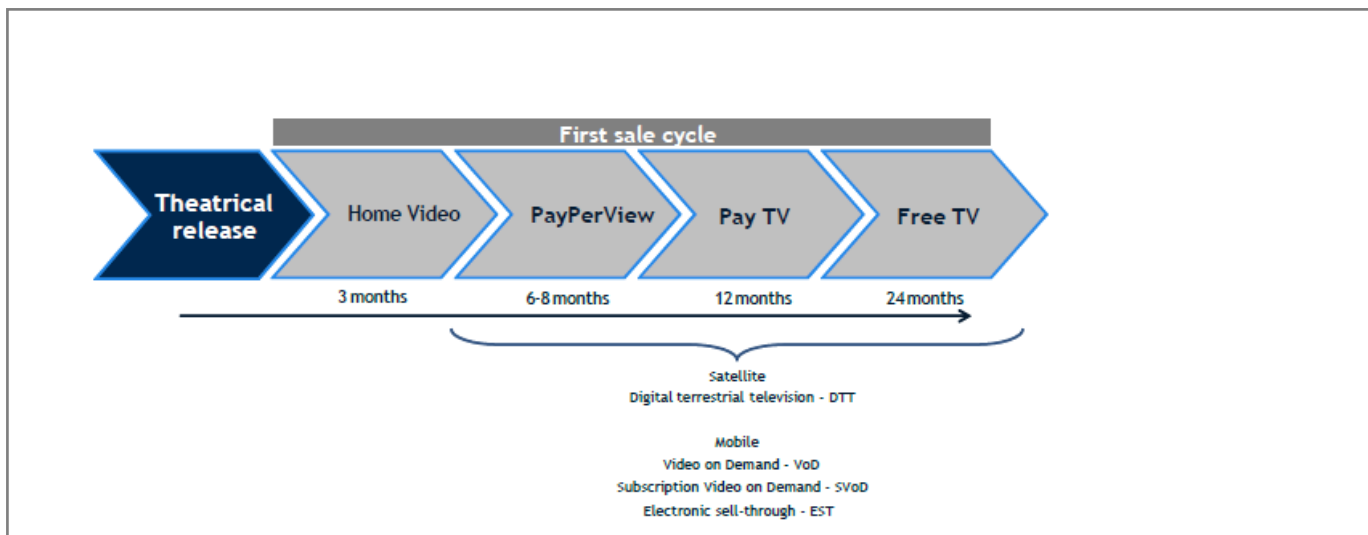 First sale cycle
Theatrical
release
Home Video
PayPerView
Pay TV
Free TV
3 months
6-8 months
12 months
24 months
Satellite
Digital terrestrial television - DTT
Mobile
Video on Demand - VoD
Subscription Video on Demand - SVoD
Electronic sell-through - EST